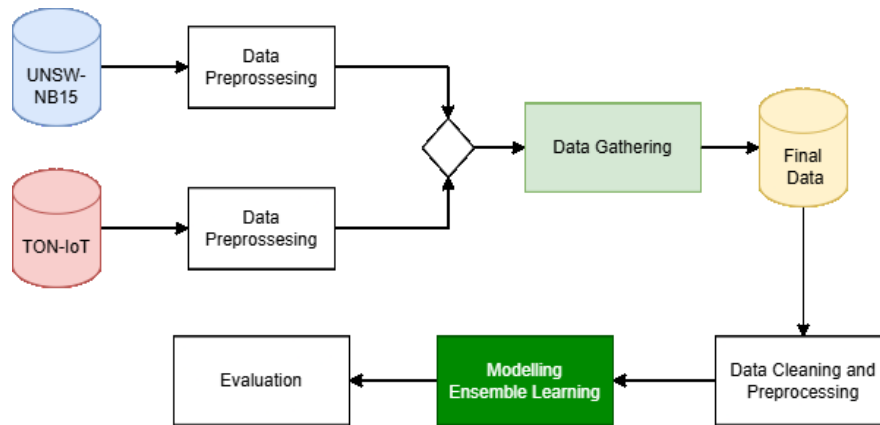 UNSW-
NB15
Data
Preprossesing
Data Gathering
Final
Data
TON-IoT
Data
Preprossesing
Evaluation
Modelling
Ensemble Learning
Data Cleaning and
Preprocessing